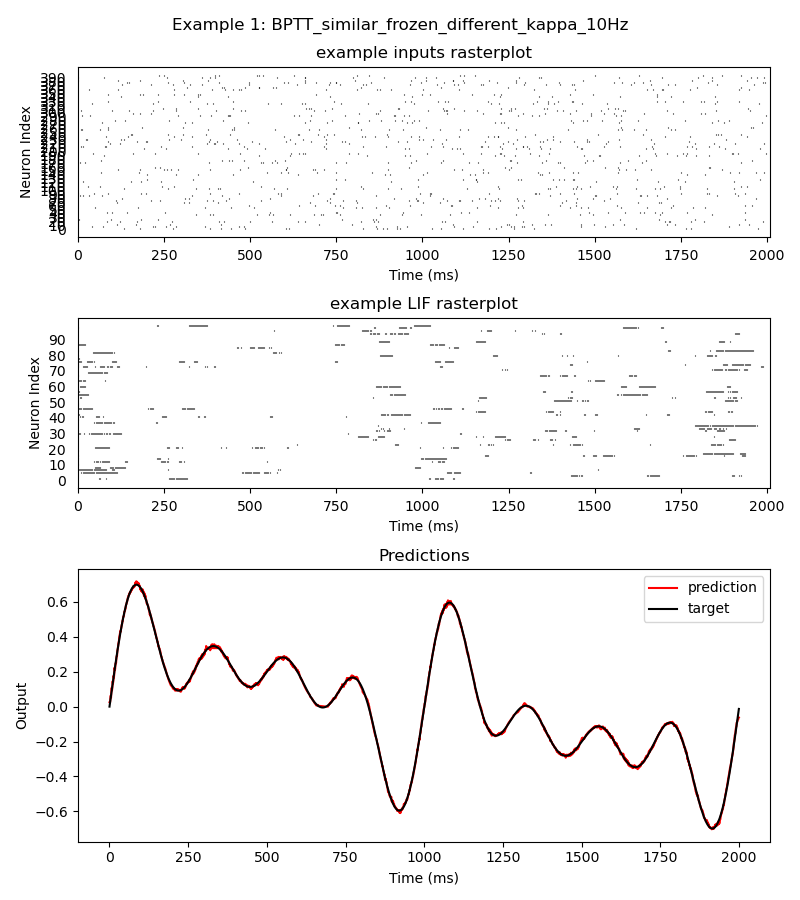 Example 1: BPTT_similar_frozen_different_kappa_10Hz
example inputs rasterplot
390
Neuron Index
10
0
0 250 500 750 1000 1250 1500 1750 2000
Time (ms)
example LIF rasterplot
90
80
70
60
50
40
30
20
10
0
Neuron Index
0 250 500 750 1000 1250 1500 1750 2000
Time (ms)
Predictions
prediction
target
0.6
0.4
0.2
0.0
−0.2
−0.4
−0.6
Output
0 250 500 750 1000 1250 1500 1750 2000
Time (ms)